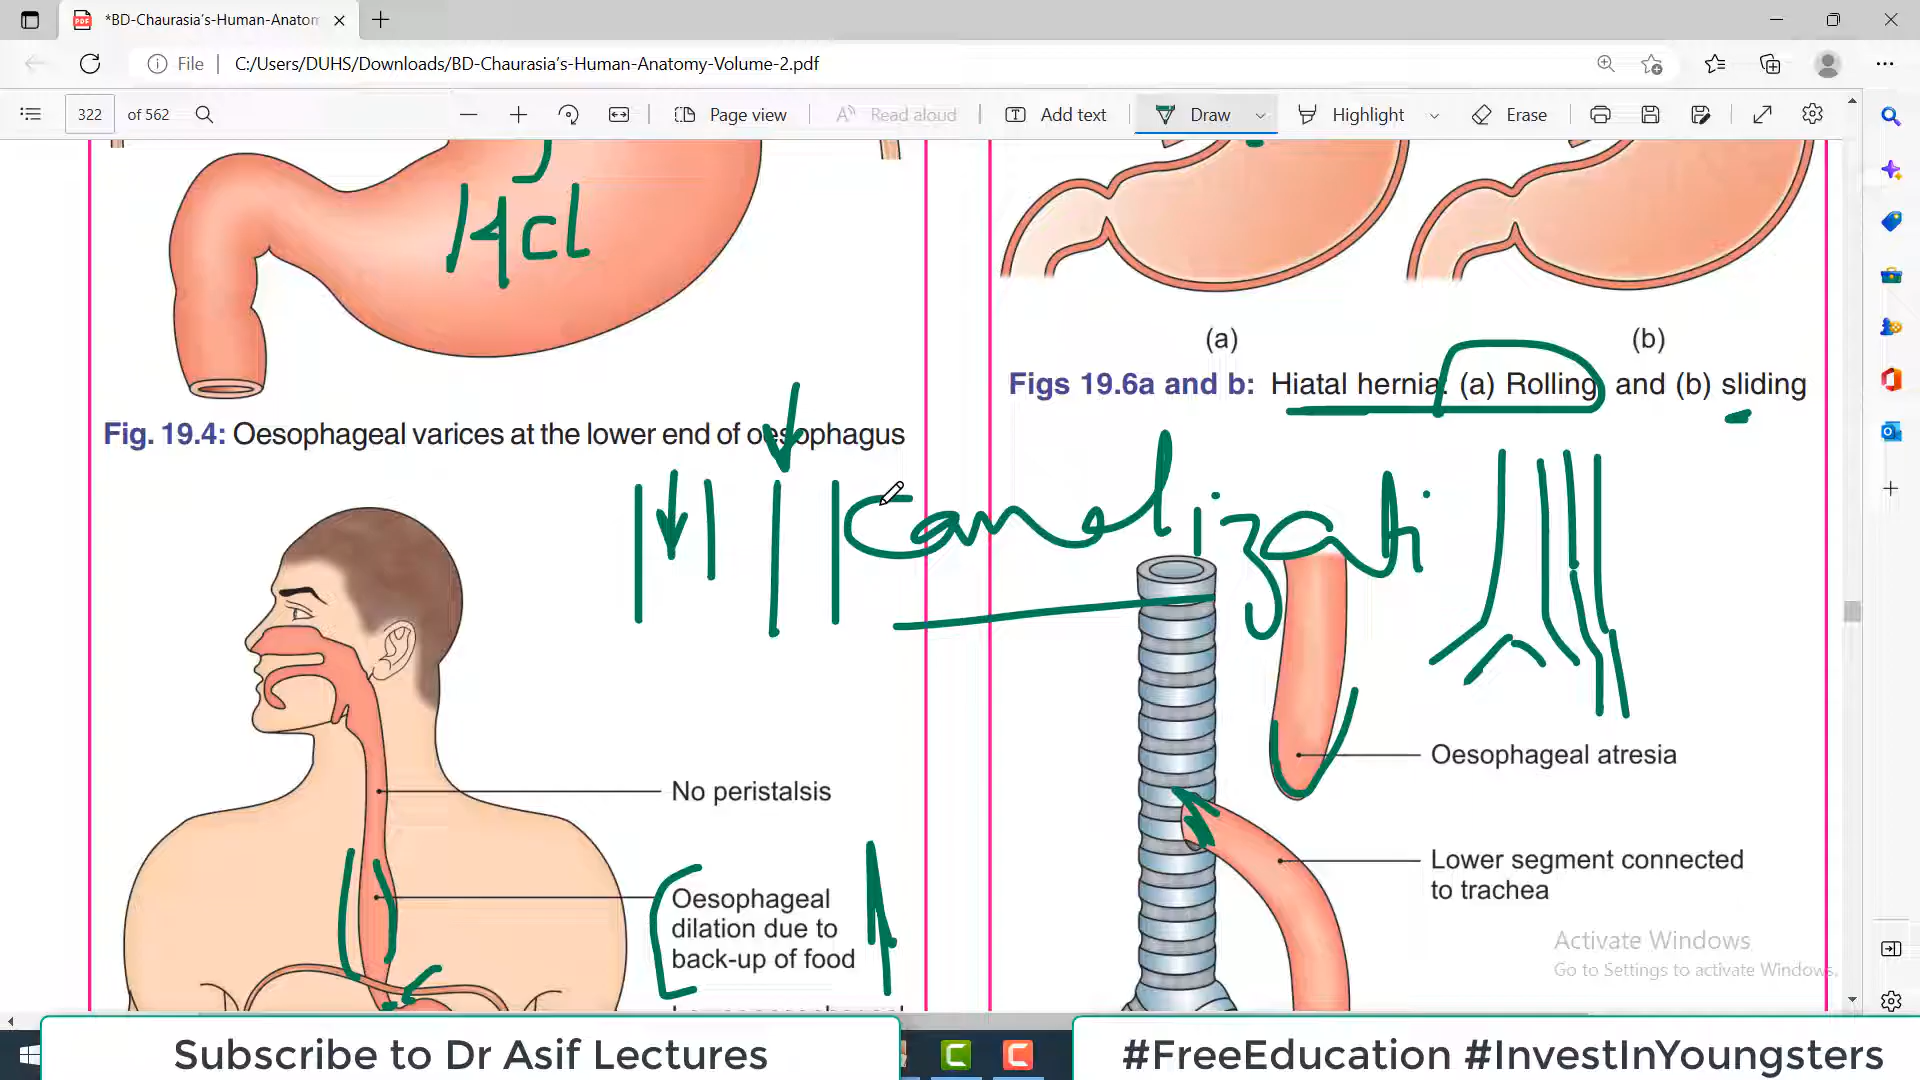 *BD-Chaurasia's-Human-Anatom
File
C:/Users/DUHS/Downloads/BD-Chaurasia's-Human-Anatomy-Volume-2.pdf
322 of 562
Page view
Read aloud
Add text
Draw
Highlight
Erase
Hcl
(a)
(b)
Figs 19.6a and b: Hiatal hernia: (a) Rolling and (b) sliding
Fig. 19.4: Oesophageal varices at the lower end of oesophagus
Canalizati
Oesophageal atresia
No peristalsis
Lower segment connected
to trachea
Oesophageal
dilation due to
back-up of food
Activate Windows
Go to Settings to activate Windows.
Subscribe to Dr Asif Lectures
#FreeEducation #InvestInYoungsters